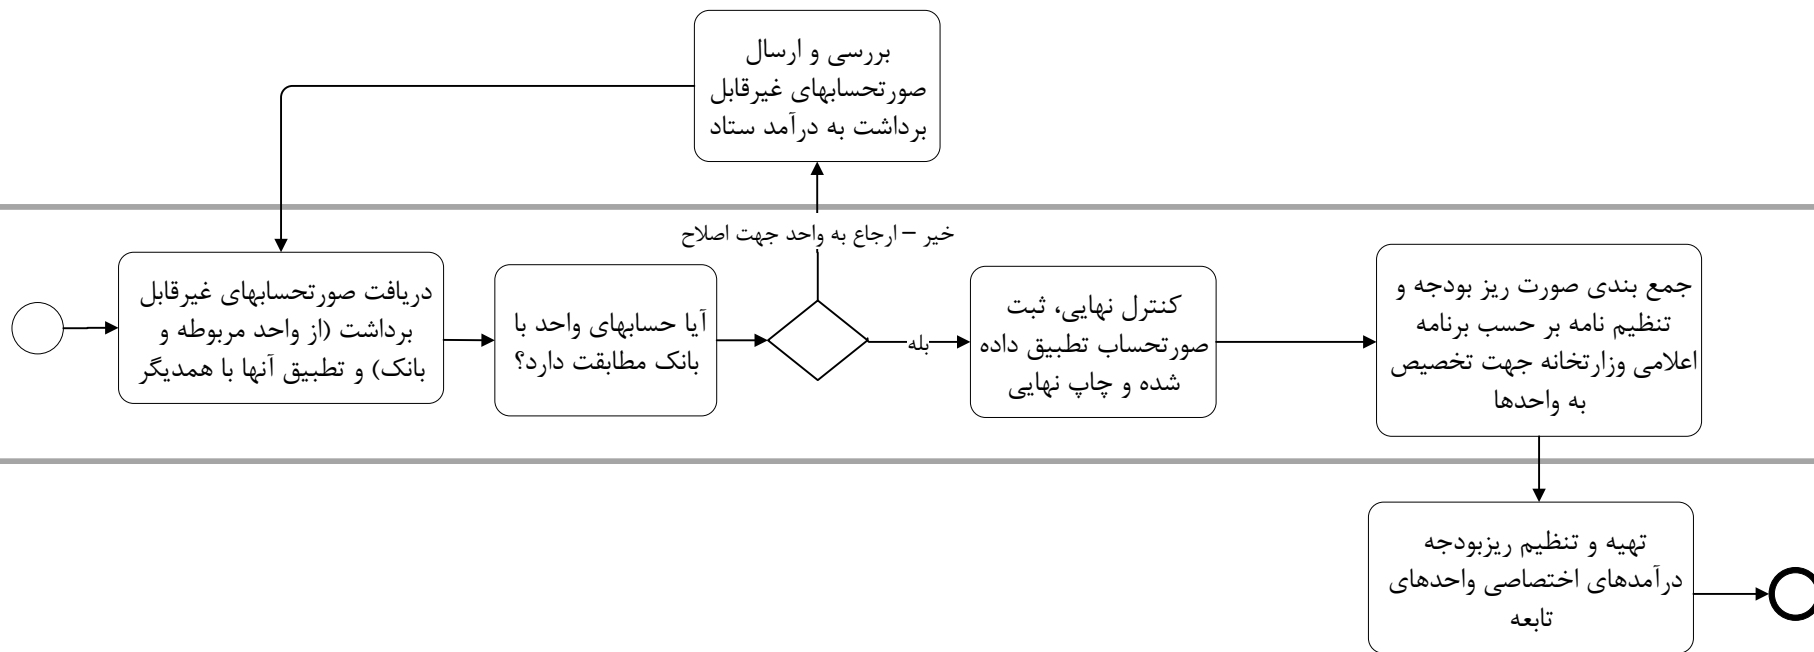 بررسی و ارسال
صورتحسابهای غیرقابل
برداشت به درآمد ستاد
خیر – ارجاع به واحد جهت اصلاح
دریافت صورتحسابهای غیرقابل
برداشت (از واحد مربوطه و
بانک) و تطبیق آنها با همدیگر
آیا حسابهای واحد با
بانک مطابقت دارد؟
بله
کنترل نهایی، ثبت
صورتحساب تطبیق داده
شده و چاپ نهایی
جمع بندی صورت ریز بودجه و
تنظیم نامه بر حسب برنامه
اعلامی وزارتخانه جهت تخصیص
به واحدها
تهیه و تنظیم ریزبودجه
درآمدهای اختصاصی واحدهای
تابعه